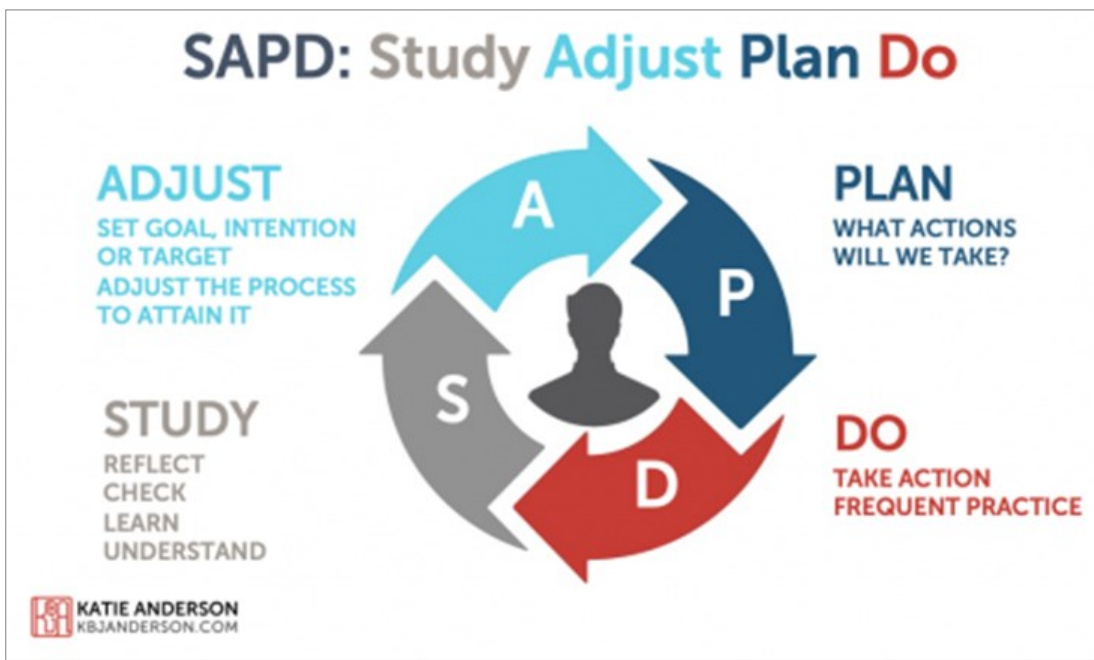 SAPD: Study Adjust Plan Do
ADJUST
SET GOAL, INTENTION
OR TARGET
ADJUST THE PROCESS
TO ATTAIN IT
A
PLAN
WHAT ACTIONS
WILL WE TAKE?
P
STUDY
REFLECT
CHECK
LEARN
UNDERSTAND
S
DO
TAKE ACTION
FREQUENT PRACTICE
D
KATIE ANDERSON
KBJANDERSON.COM